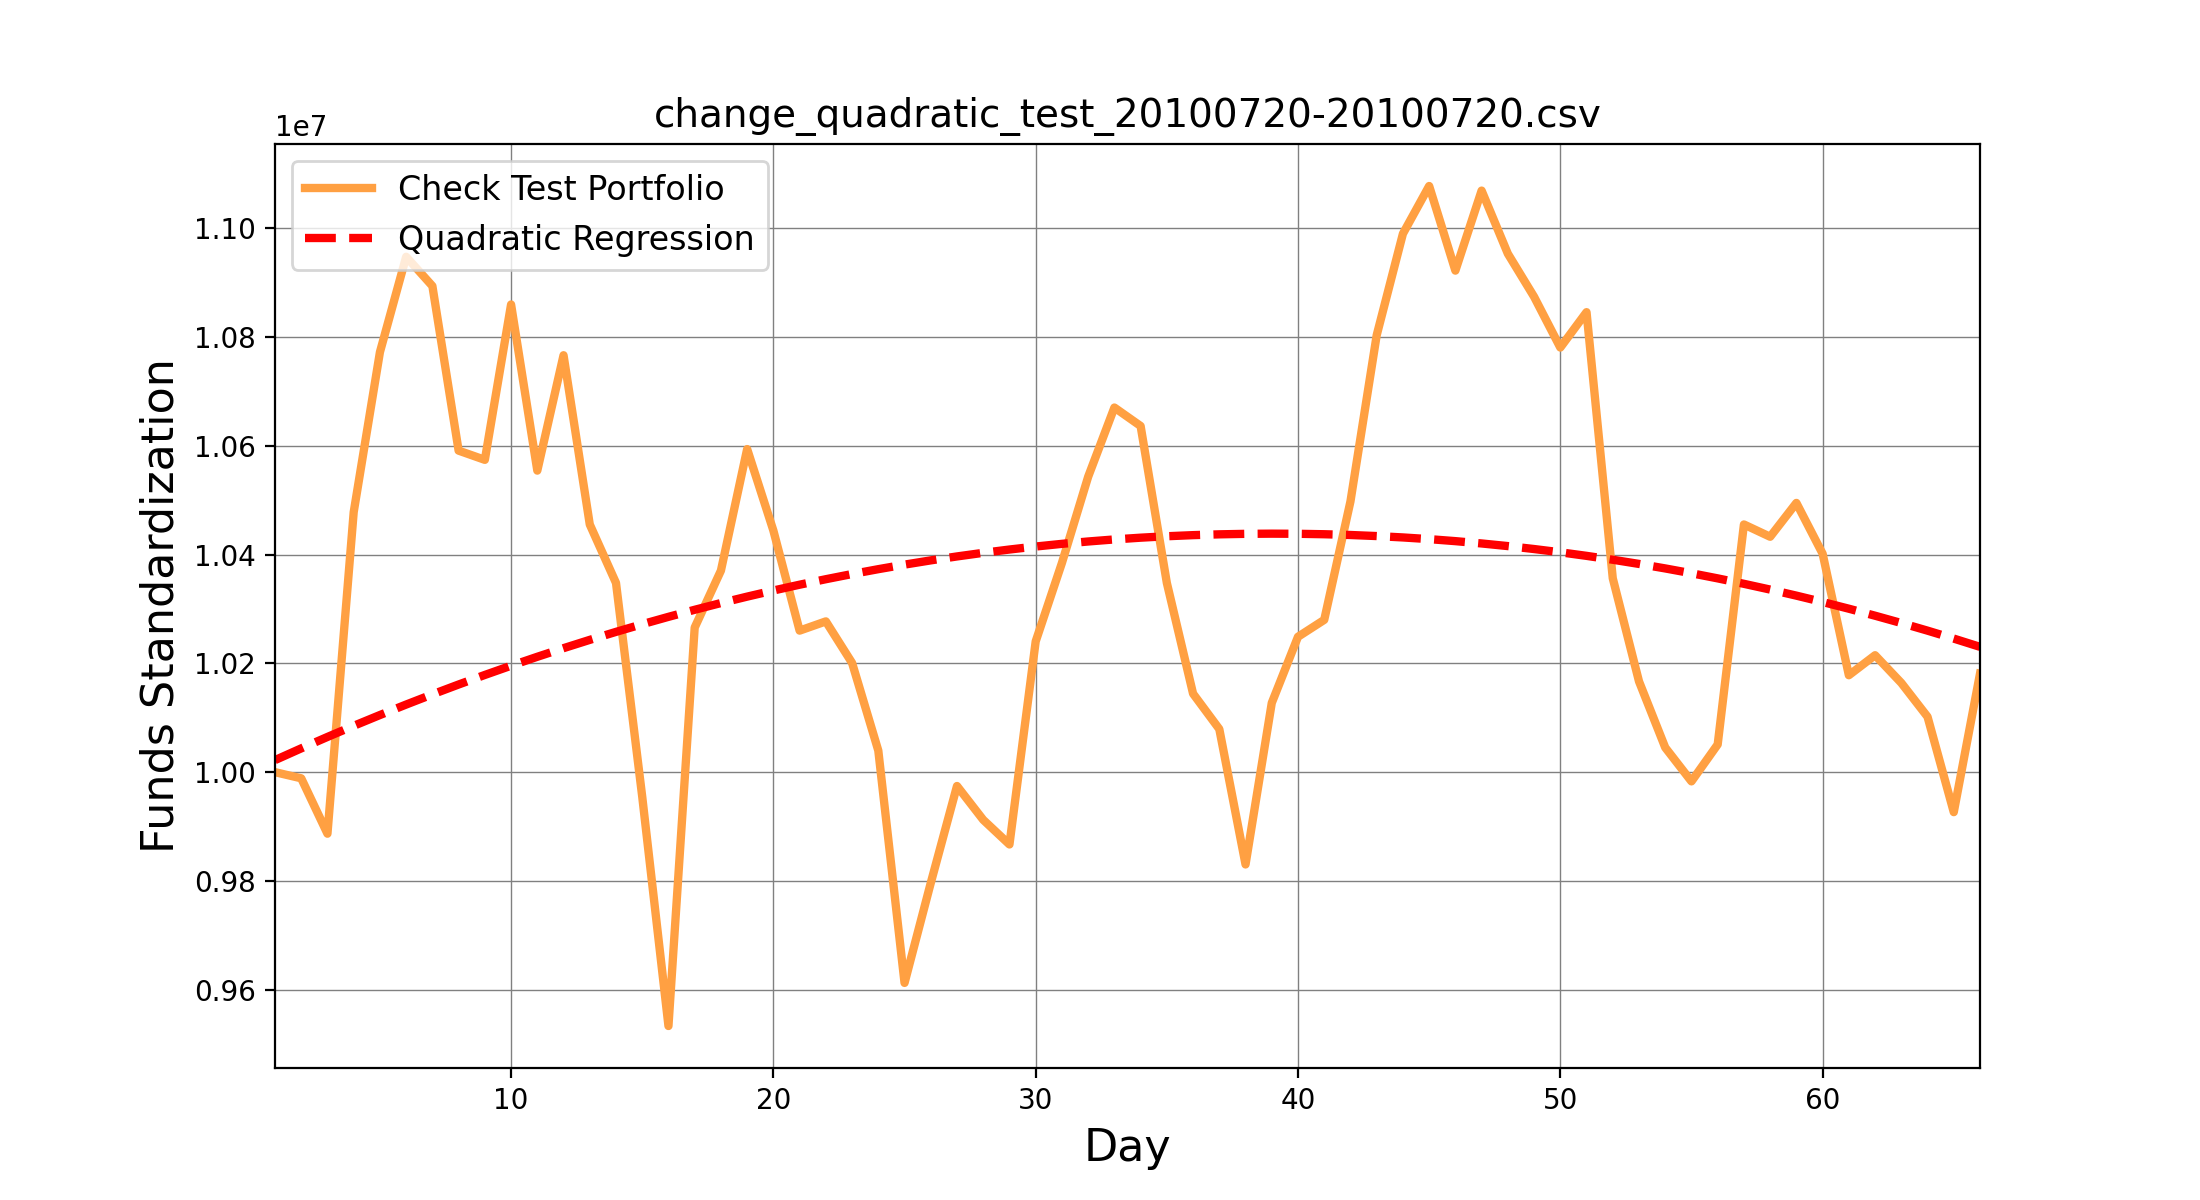 change_quadratic_test_20100720-20100720.csv
1e7
Check Test Portfolio
Quadratic Regression
1.10
1.08
1.06
1.04
1.02
1.00
0.98
0.96
Funds Standardization
10 20 30 40 50 60
Day